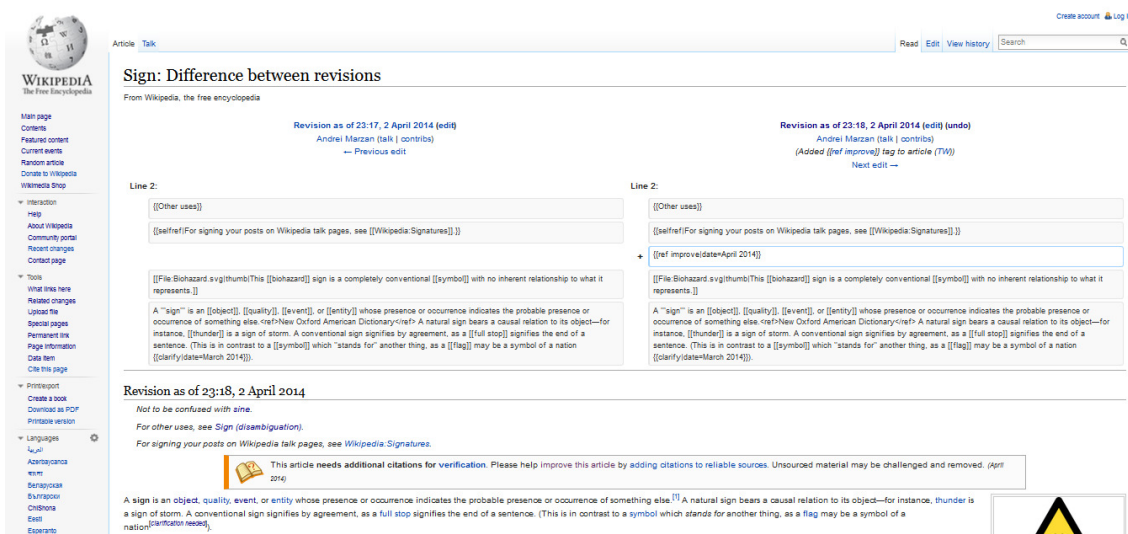 Create account Log I
Article Talk
Read Edit View history Search
WIKIPEDIA
The Free Encyclopedia
Main page
Contents
Featured content
Current events
Random article
Donate to Wikipedia
Wikimedia Shop
Interaction
Help
About Wikipedia
Community portal
Recent changes
Contact page
Tools
What links here
Related changes
Upload file
Special pages
Permanent link
Page information
Data item
Cite this page
Print/export
Create a book
Download as PDF
Printable version
Languages
العربية
Azərbaycanca
বাংলা
Беларуская
Български
ChiShona
Eesti
Esperanto
Sign: Difference between revisions
From Wikipedia, the free encyclopedia
Revision as of 23:17, 2 April 2014 (edit)
Andrei Marzan (talk | contribs)
← Previous edit
Revision as of 23:18, 2 April 2014 (edit) (undo)
Andrei Marzan (talk | contribs)
(Added {{ref improve}} tag to article (TW))
Next edit →
Line 2:
{{Other uses}}
{{selfref|For signing your posts on Wikipedia talk pages, see [[Wikipedia:Signatures]].}}
[[File:Biohazard.svg|thumb|This [[biohazard]] sign is a completely conventional [[symbol]] with no inherent relationship to what it
represents.]]
A '''sign''' is an [[object]], [[quality]], [[event]], or [[entity]] whose presence or occurrence indicates the probable presence or
occurrence of something else.<ref>New Oxford American Dictionary</ref> A natural sign bears a causal relation to its object—for
instance, [[thunder]] is a sign of storm. A conventional sign signifies by agreement, as a [[full stop]] signifies the end of a
sentence. (This is in contrast to a [[symbol]] which ''stands for'' another thing, as a [[flag]] may be a symbol of a nation
{{clarify|date=March 2014}}).
Line 2:
{{Other uses}}
{{selfref|For signing your posts on Wikipedia talk pages, see [[Wikipedia:Signatures]].}}
+ {{ref improve|date=April 2014}}
[[File:Biohazard.svg|thumb|This [[biohazard]] sign is a completely conventional [[symbol]] with no inherent relationship to what it
represents.]]
A '''sign''' is an [[object]], [[quality]], [[event]], or [[entity]] whose presence or occurrence indicates the probable presence or
occurrence of something else.<ref>New Oxford American Dictionary</ref> A natural sign bears a causal relation to its object—for
instance, [[thunder]] is a sign of storm. A conventional sign signifies by agreement, as a [[full stop]] signifies the end of a
sentence. (This is in contrast to a [[symbol]] which ''stands for'' another thing, as a [[flag]] may be a symbol of a nation
{{clarify|date=March 2014}}).
Revision as of 23:18, 2 April 2014
Not to be confused with sine.
For other uses, see Sign (disambiguation).
For signing your posts on Wikipedia talk pages, see Wikipedia:Signatures.
This article needs additional citations for verification. Please help improve this article by adding citations to reliable sources. Unsourced material may be challenged and removed. (April
2014)
A sign is an object, quality, event, or entity whose presence or occurrence indicates the probable presence or occurrence of something else.[1] A natural sign bears a causal relation to its object—for instance, thunder is
a sign of storm. A conventional sign signifies by agreement, as a full stop signifies the end of a sentence. (This is in contrast to a symbol which stands for another thing, as a flag may be a symbol of a
nation[clarification needed]).